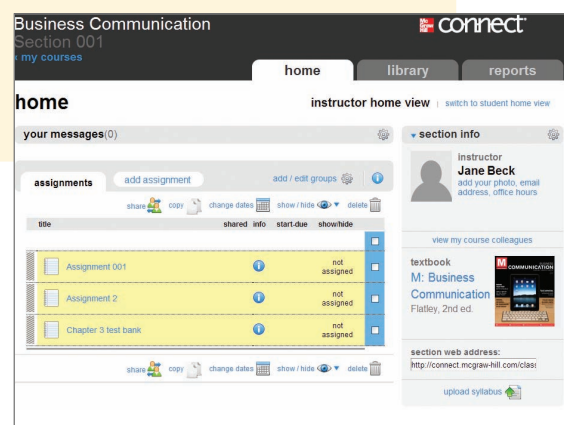 Business Communication
Section 001
‹ my courses
Mc Graw Hill connect
home
library
reports
home
instructor home view | switch to student home view
your messages(0)
assignments
add assignment
add / edit groups
share copy change dates show / hide delete
title shared info start-due show/hide
Assignment 001 not assigned
Assignment 2 not assigned
Chapter 3 test bank not assigned
share copy change dates show / hide delete
section info
instructor
Jane Beck
add your photo, email
address, office hours
view my course colleagues
textbook
M: Business
Communication
Flatley, 2nd ed.
M COMMUNICATION
section web address:
http://connect.mcgraw-hill.com/class
upload syllabus